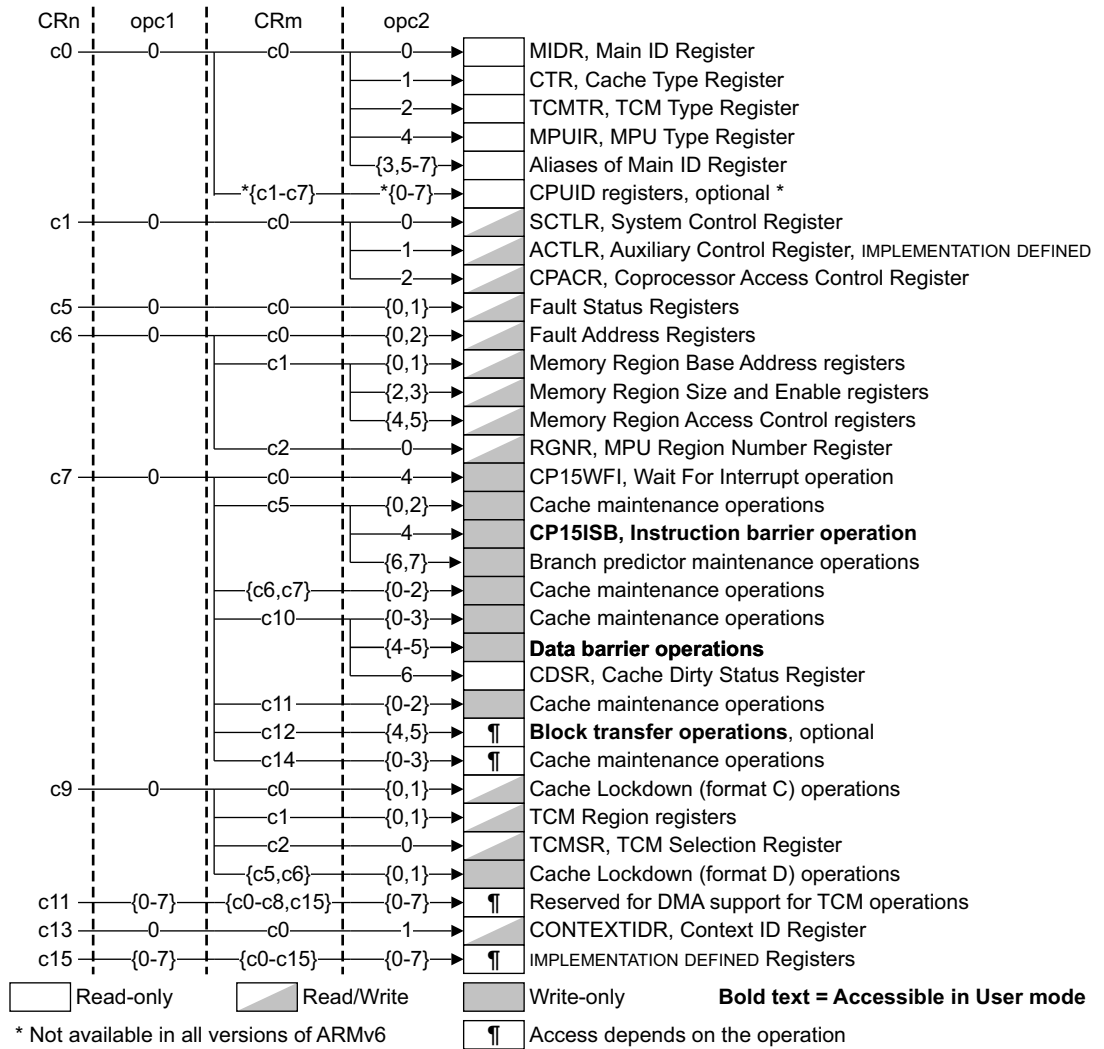 CRn opc1 CRm opc2
c0 0 c0 0 MIDR, Main ID Register
1 CTR, Cache Type Register
2 TCMTR, TCM Type Register
4 MPUIR, MPU Type Register
{3,5-7} Aliases of Main ID Register
*{c1-c7} *{0-7} CPUID registers, optional *
c1 0 c0 0 SCTLR, System Control Register
1 ACTLR, Auxiliary Control Register, IMPLEMENTATION DEFINED
2 CPACR, Coprocessor Access Control Register
c5 0 c0 {0,1} Fault Status Registers
c6 0 c0 {0,2} Fault Address Registers
c1 {0,1} Memory Region Base Address registers
{2,3} Memory Region Size and Enable registers
{4,5} Memory Region Access Control registers
c2 0 RGNR, MPU Region Number Register
c7 0 c0 4 CP15WFI, Wait For Interrupt operation
c5 {0,2} Cache maintenance operations
4 CP15ISB, Instruction barrier operation
{6,7} Branch predictor maintenance operations
{c6,c7} {0-2} Cache maintenance operations
c10 {0-3} Cache maintenance operations
{4-5} Data barrier operations
6 CDSR, Cache Dirty Status Register
c11 {0-2} Cache maintenance operations
c12 {4,5} ¶ Block transfer operations, optional
c14 {0-3} ¶ Cache maintenance operations
c9 0 c0 {0,1} Cache Lockdown (format C) operations
c1 {0,1} TCM Region registers
c2 0 TCMSR, TCM Selection Register
{c5,c6} {0,1} Cache Lockdown (format D) operations
c11 {0-7} {c0-c8,c15} {0-7} ¶ Reserved for DMA support for TCM operations
c13 0 c0 1 CONTEXTIDR, Context ID Register
c15 {0-7} {c0-c15} {0-7} ¶ IMPLEMENTATION DEFINED Registers
Read-only Read/Write Write-only Bold text = Accessible in User mode
* Not available in all versions of ARMv6 ¶ Access depends on the operation